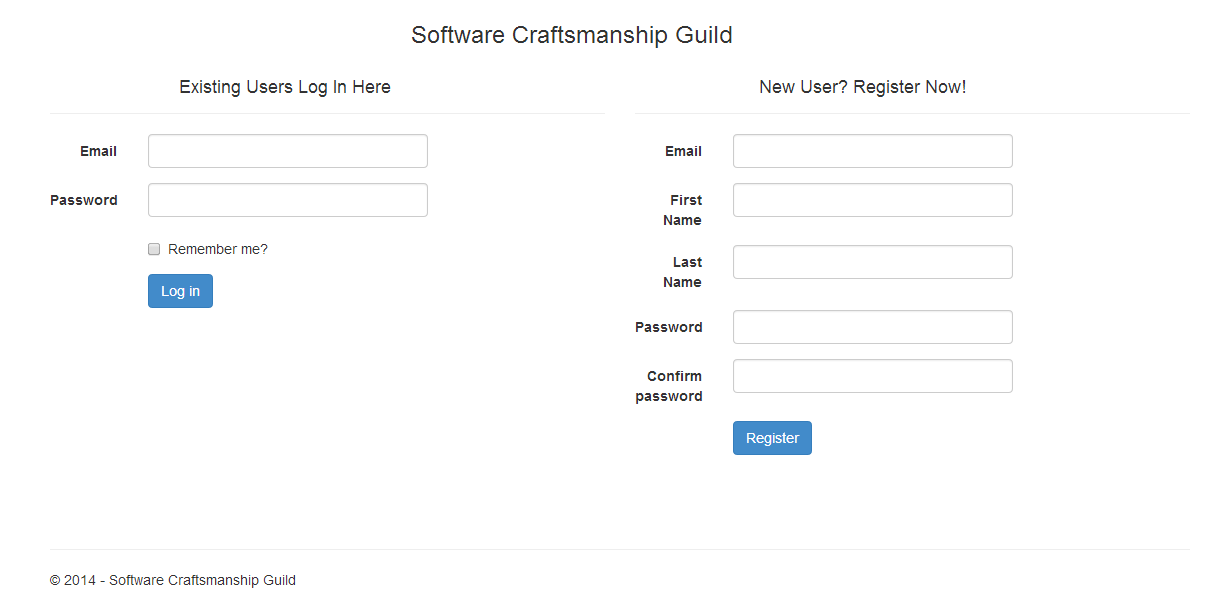 Software Craftsmanship Guild
Existing Users Log In Here
Email
Password
Remember me?
Log in
New User? Register Now!
Email
First
Name
Last
Name
Password
Confirm
password
Register
© 2014 - Software Craftsmanship Guild